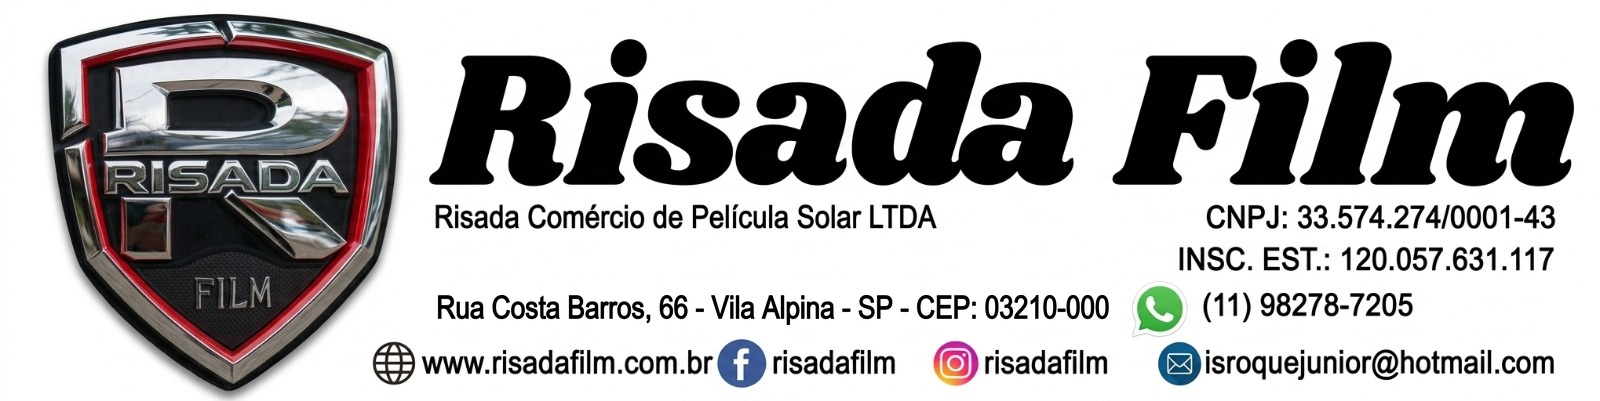 R
RISADA
FILM
Risada Film
Risada Comércio de Película Solar LTDA
CNPJ: 33.574.274/0001-43
INSC. EST.: 120.057.631.117
Rua Costa Barros, 66 - Vila Alpina - SP - CEP: 03210-000
(11) 98278-7205
www.risadafilm.com.br
risadafilm
risadafilm
isroquejunior@hotmail.com